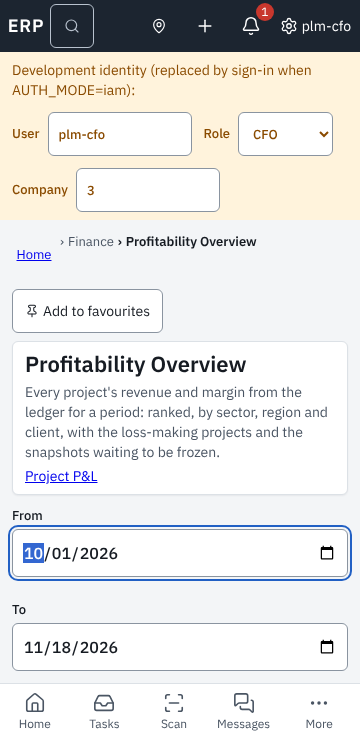 ERP
1
plm-cfo
Development identity (replaced by sign-in when
AUTH_MODE=iam):
User plm-cfo Role CFO
Company 3
› Finance › Profitability Overview
Home
Add to favourites
Profitability Overview
Every project's revenue and margin from the
ledger for a period: ranked, by sector, region and
client, with the loss-making projects and the
snapshots waiting to be frozen.
Project P&L
From
10/01/2026
To
11/18/2026
Home Tasks Scan Messages More